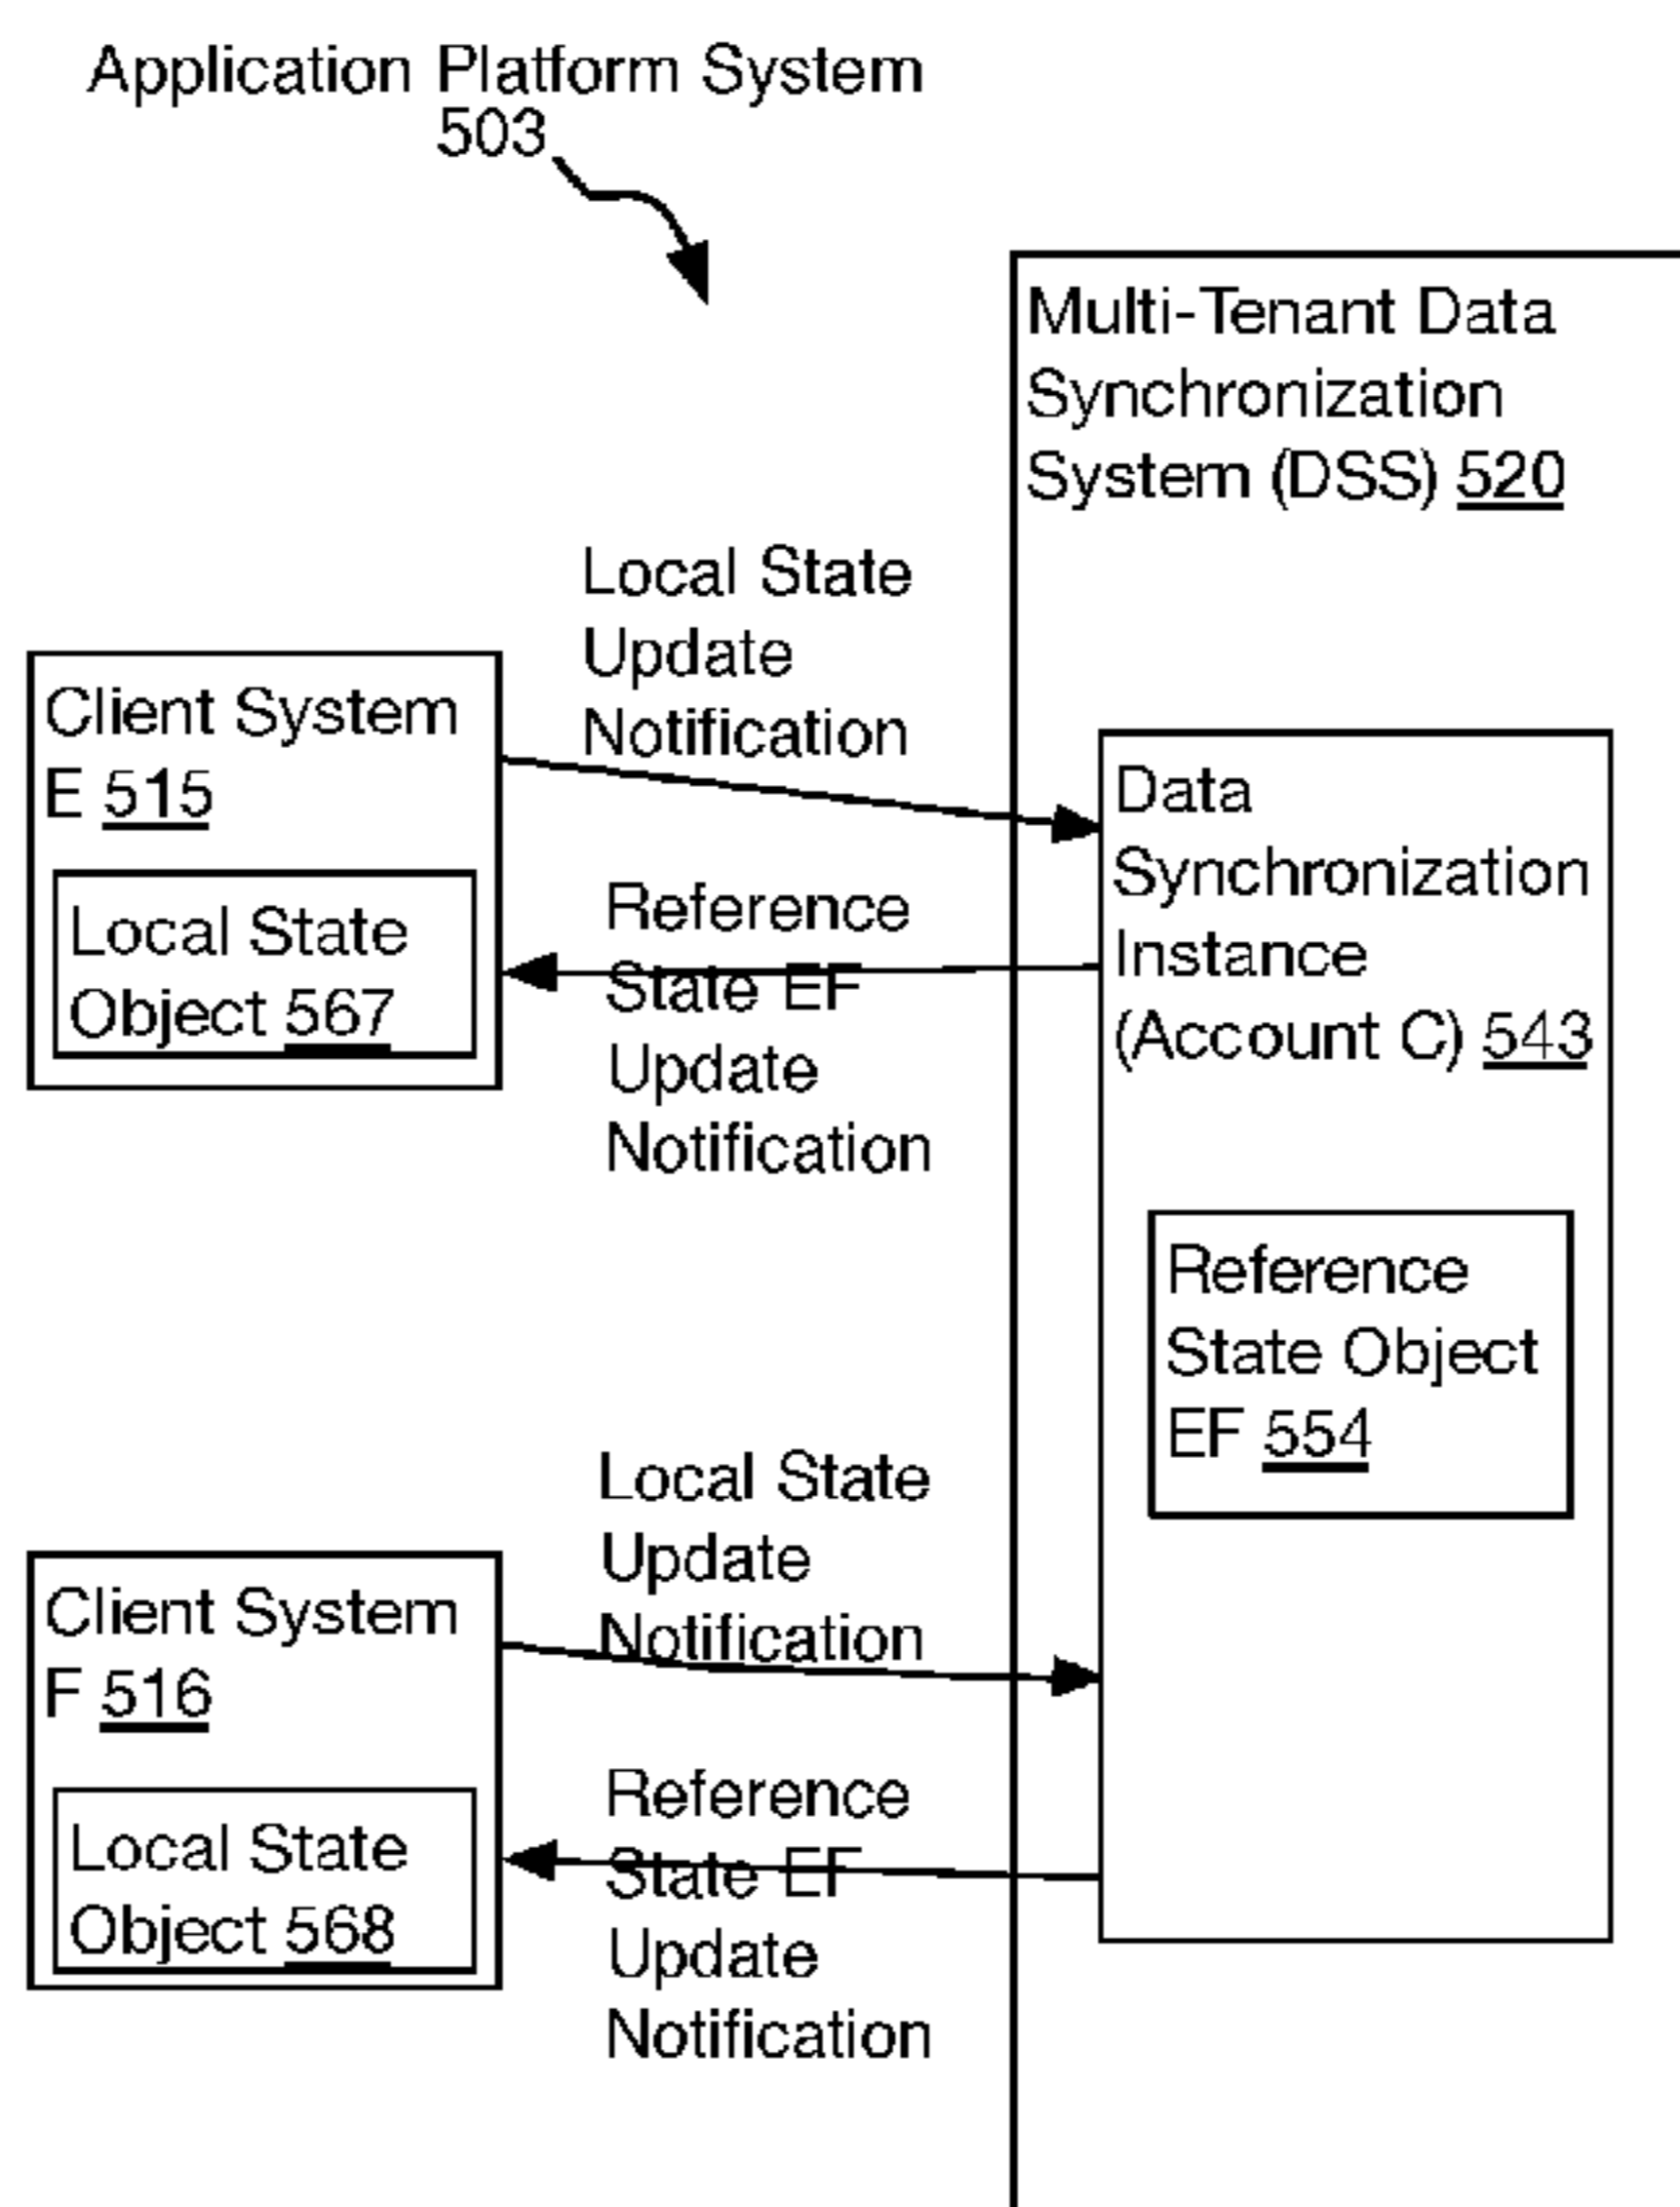 Application Platform System
503
Multi-Tenant Data
Synchronization
System (DSS) 520
Local State
Update
Notification
Client System
E 515
Local State
Object 567
Reference
State EF
Update
Notification
Data
Synchronization
Instance
(Account C) 543
Reference
State Object
EF 554
Local State
Update
Notification
Client System
F 516
Local State
Object 568
Reference
State EF
Update
Notification